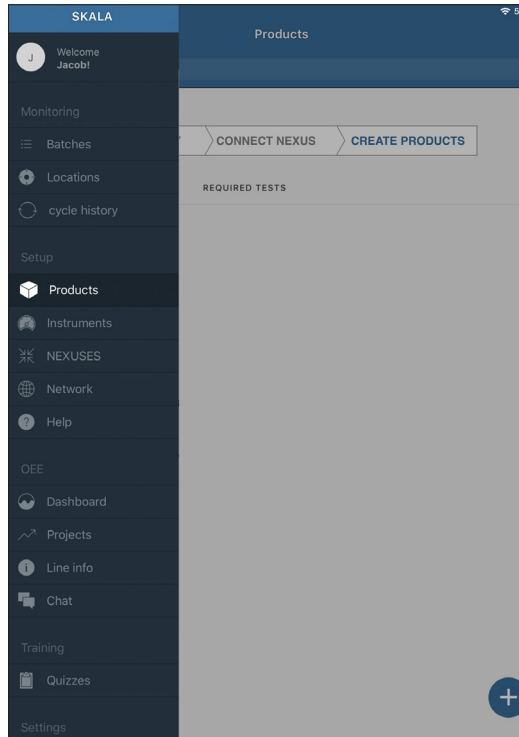 SKALA
Products
5
J
Welcome
Jacob!
Monitoring
Batches
Locations
cycle history
CONNECT NEXUS
CREATE PRODUCTS
REQUIRED TESTS
Setup
Products
Instruments
NEXUSES
Network
Help
OEE
Dashboard
Projects
Line info
Chat
Training
Quizzes
Settings